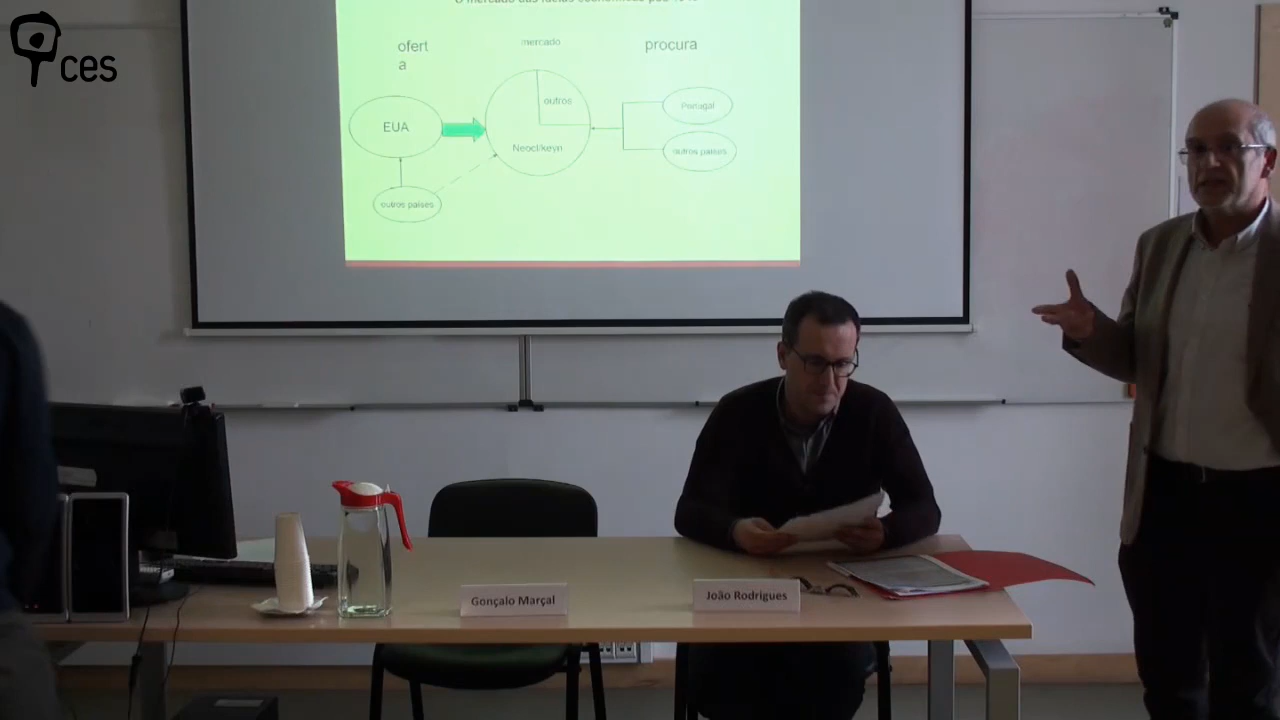 ces
ofert
a
mercado
procura
outros
Portugal
EUA
Neocl/keyn
outros países
outros países
Gonçalo Marçal
João Rodrigues